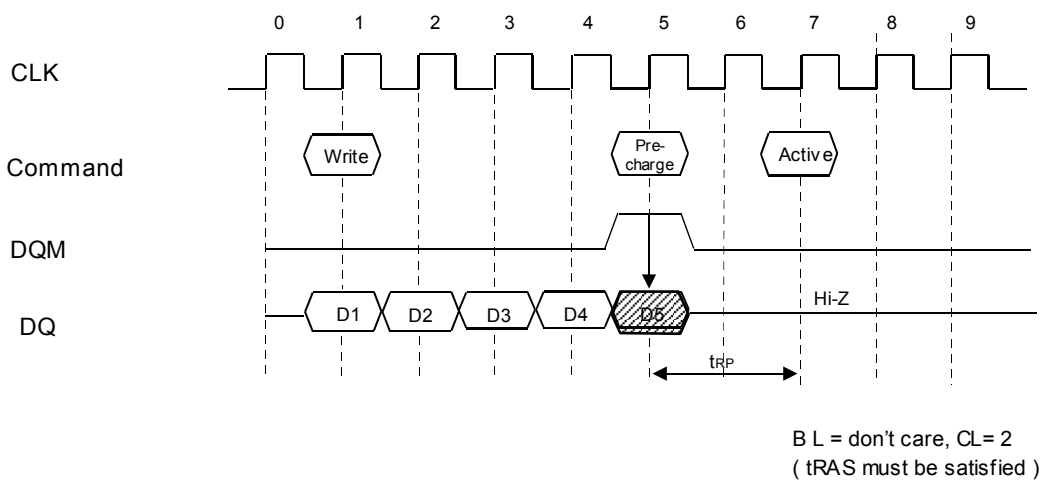 0 1 2 3 4 5 6 7 8 9
CLK
Command
Write
Pre-
charge
Active
DQM
DQ
D1 D2 D3 D4 D5
Hi-Z
tRP
B L = don't care, CL= 2
( tRAS must be satisfied )